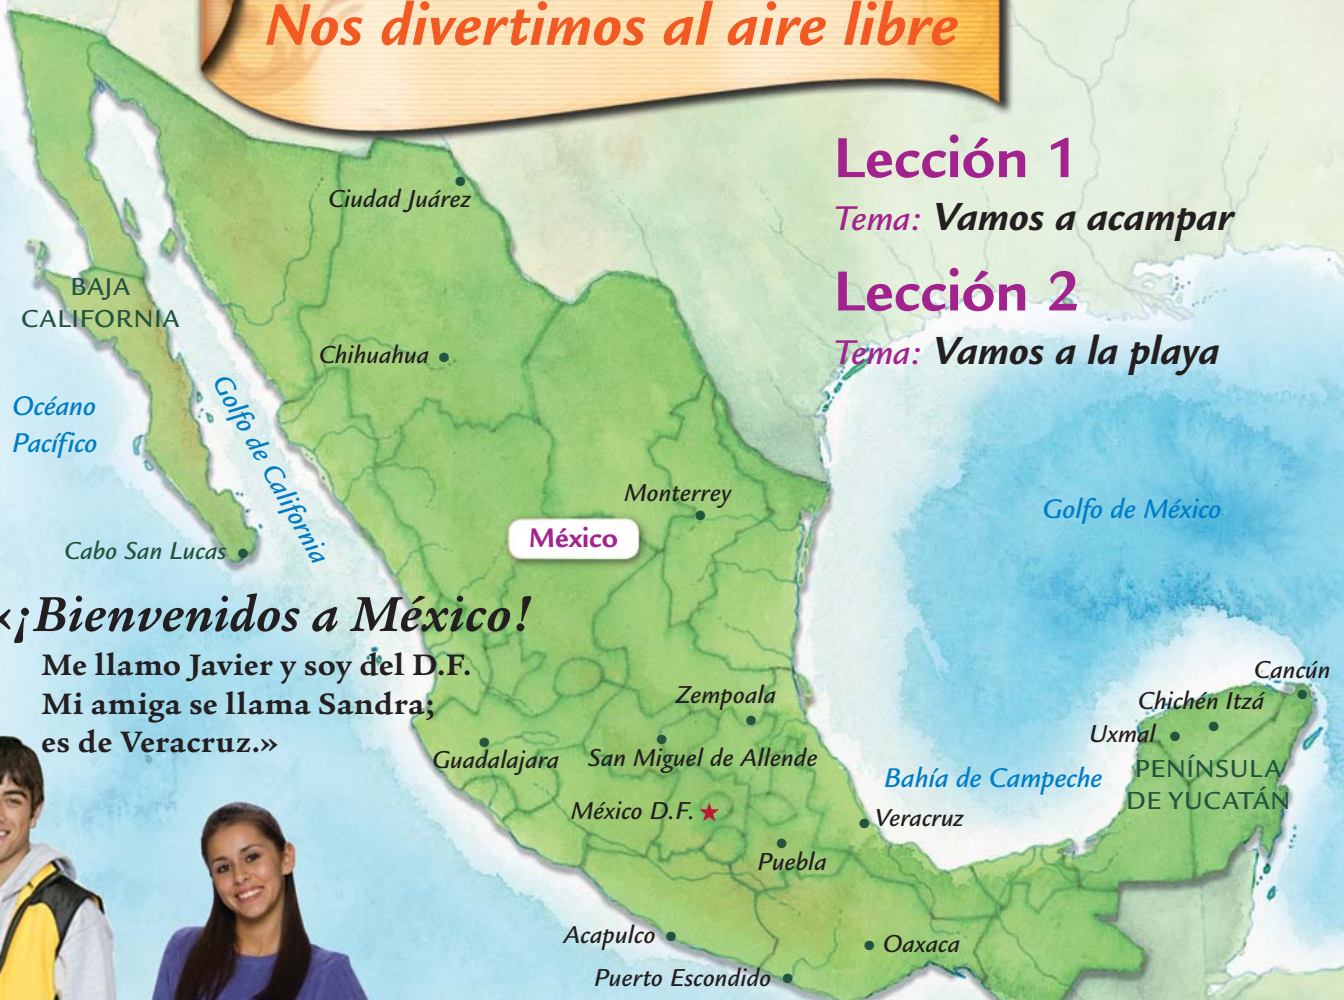 Nos divertimos al aire libre
Lección 1
Tema: Vamos a acampar
Lección 2
Tema: Vamos a la playa
Ciudad Juárez
BAJA
CALIFORNIA
Chihuahua
Océano
Pacífico
Golfo de California
Monterrey
Golfo de México
México
Cabo San Lucas
«¡Bienvenidos a México!
Me llamo Javier y soy del D.F.
Mi amiga se llama Sandra;
es de Veracruz.»
Cancún
Chichén Itzá
Uxmal
PENÍNSULA
DE YUCATÁN
Zempoala
Guadalajara
San Miguel de Allende
Bahía de Campeche
México D.F.
Veracruz
Puebla
Acapulco
Oaxaca
Puerto Escondido